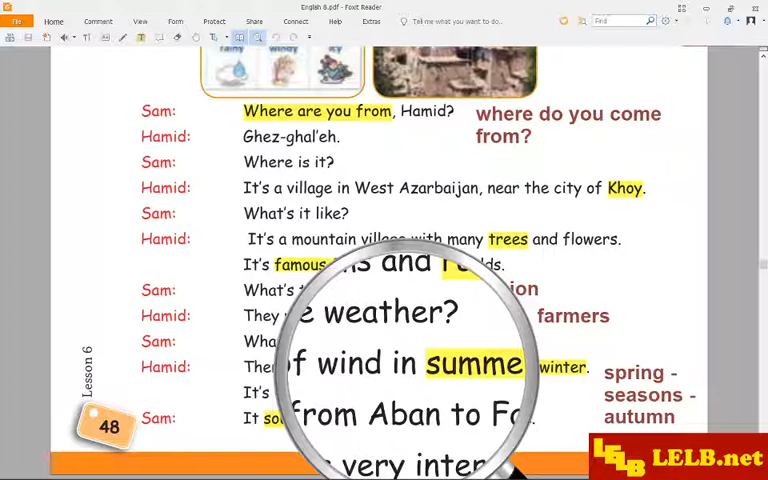 English 8.pdf - Foxit Reader
File Home Comment View Form Protect Share Connect Help Extras Tell me what you want to do... Find
rainy windy icy
Sam: Where are you from, Hamid? where do you come
from?
Hamid: Ghez-ghal'eh.
Sam: Where is it?
Hamid: It's a village in West Azarbaijan, near the city of Khoy.
Sam: What's it like?
Hamid: It's a mountain village with many trees and flowers.
It's famous
s and
ds.
Sam: What's
ion
e weather?
Hamid: They
farmers
Sam:
Hamid:
of wind in summe
winter.
spring -
seasons -
autumn
It's
from Aban to
Sam: It
very inter
Lesson 6
48
LELB
LELB.net